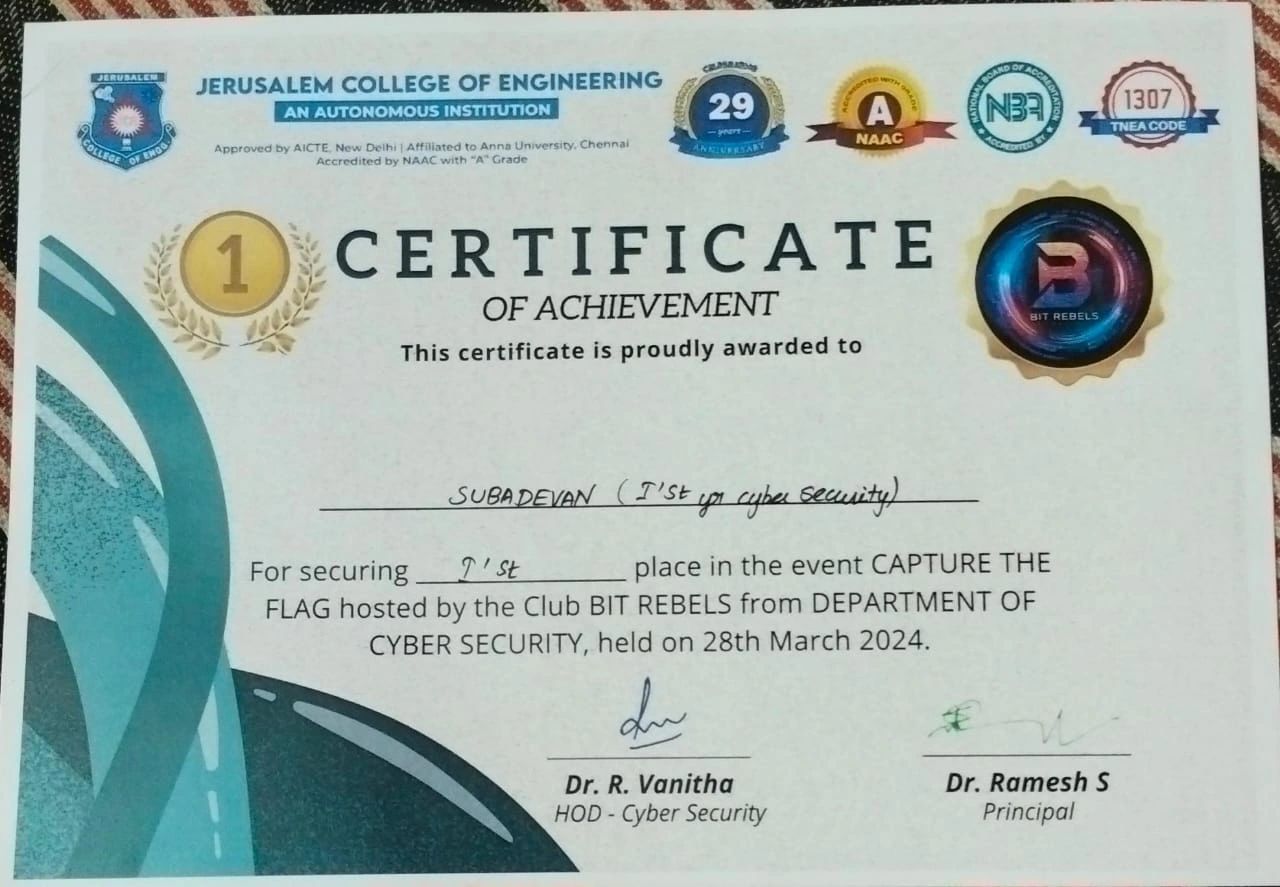 JERUSALEM
COLLEGE OF ENGG.
JERUSALEM COLLEGE OF ENGINEERING
AN AUTONOMOUS INSTITUTION
Approved by AICTE, New Delhi | Affiliated to Anna University, Chennai
Accredited by NAAC with "A" Grade
CELEBRATING
29
years
ANNIVERSARY
ACCREDITED WITH GRADE
A
NAAC
NATIONAL BOARD OF ACCREDITATION
NBA
ACCREDITED BY
1307
TNEA CODE
1
CERTIFICATE
OF ACHIEVEMENT
This certificate is proudly awarded to
B
BIT REBELS
SUBADEVAN (I'st yr cyber security)
For securing I'st place in the event CAPTURE THE
FLAG hosted by the Club BIT REBELS from DEPARTMENT OF
CYBER SECURITY, held on 28th March 2024.
Dr. R. Vanitha
HOD - Cyber Security
Dr. Ramesh S
Principal